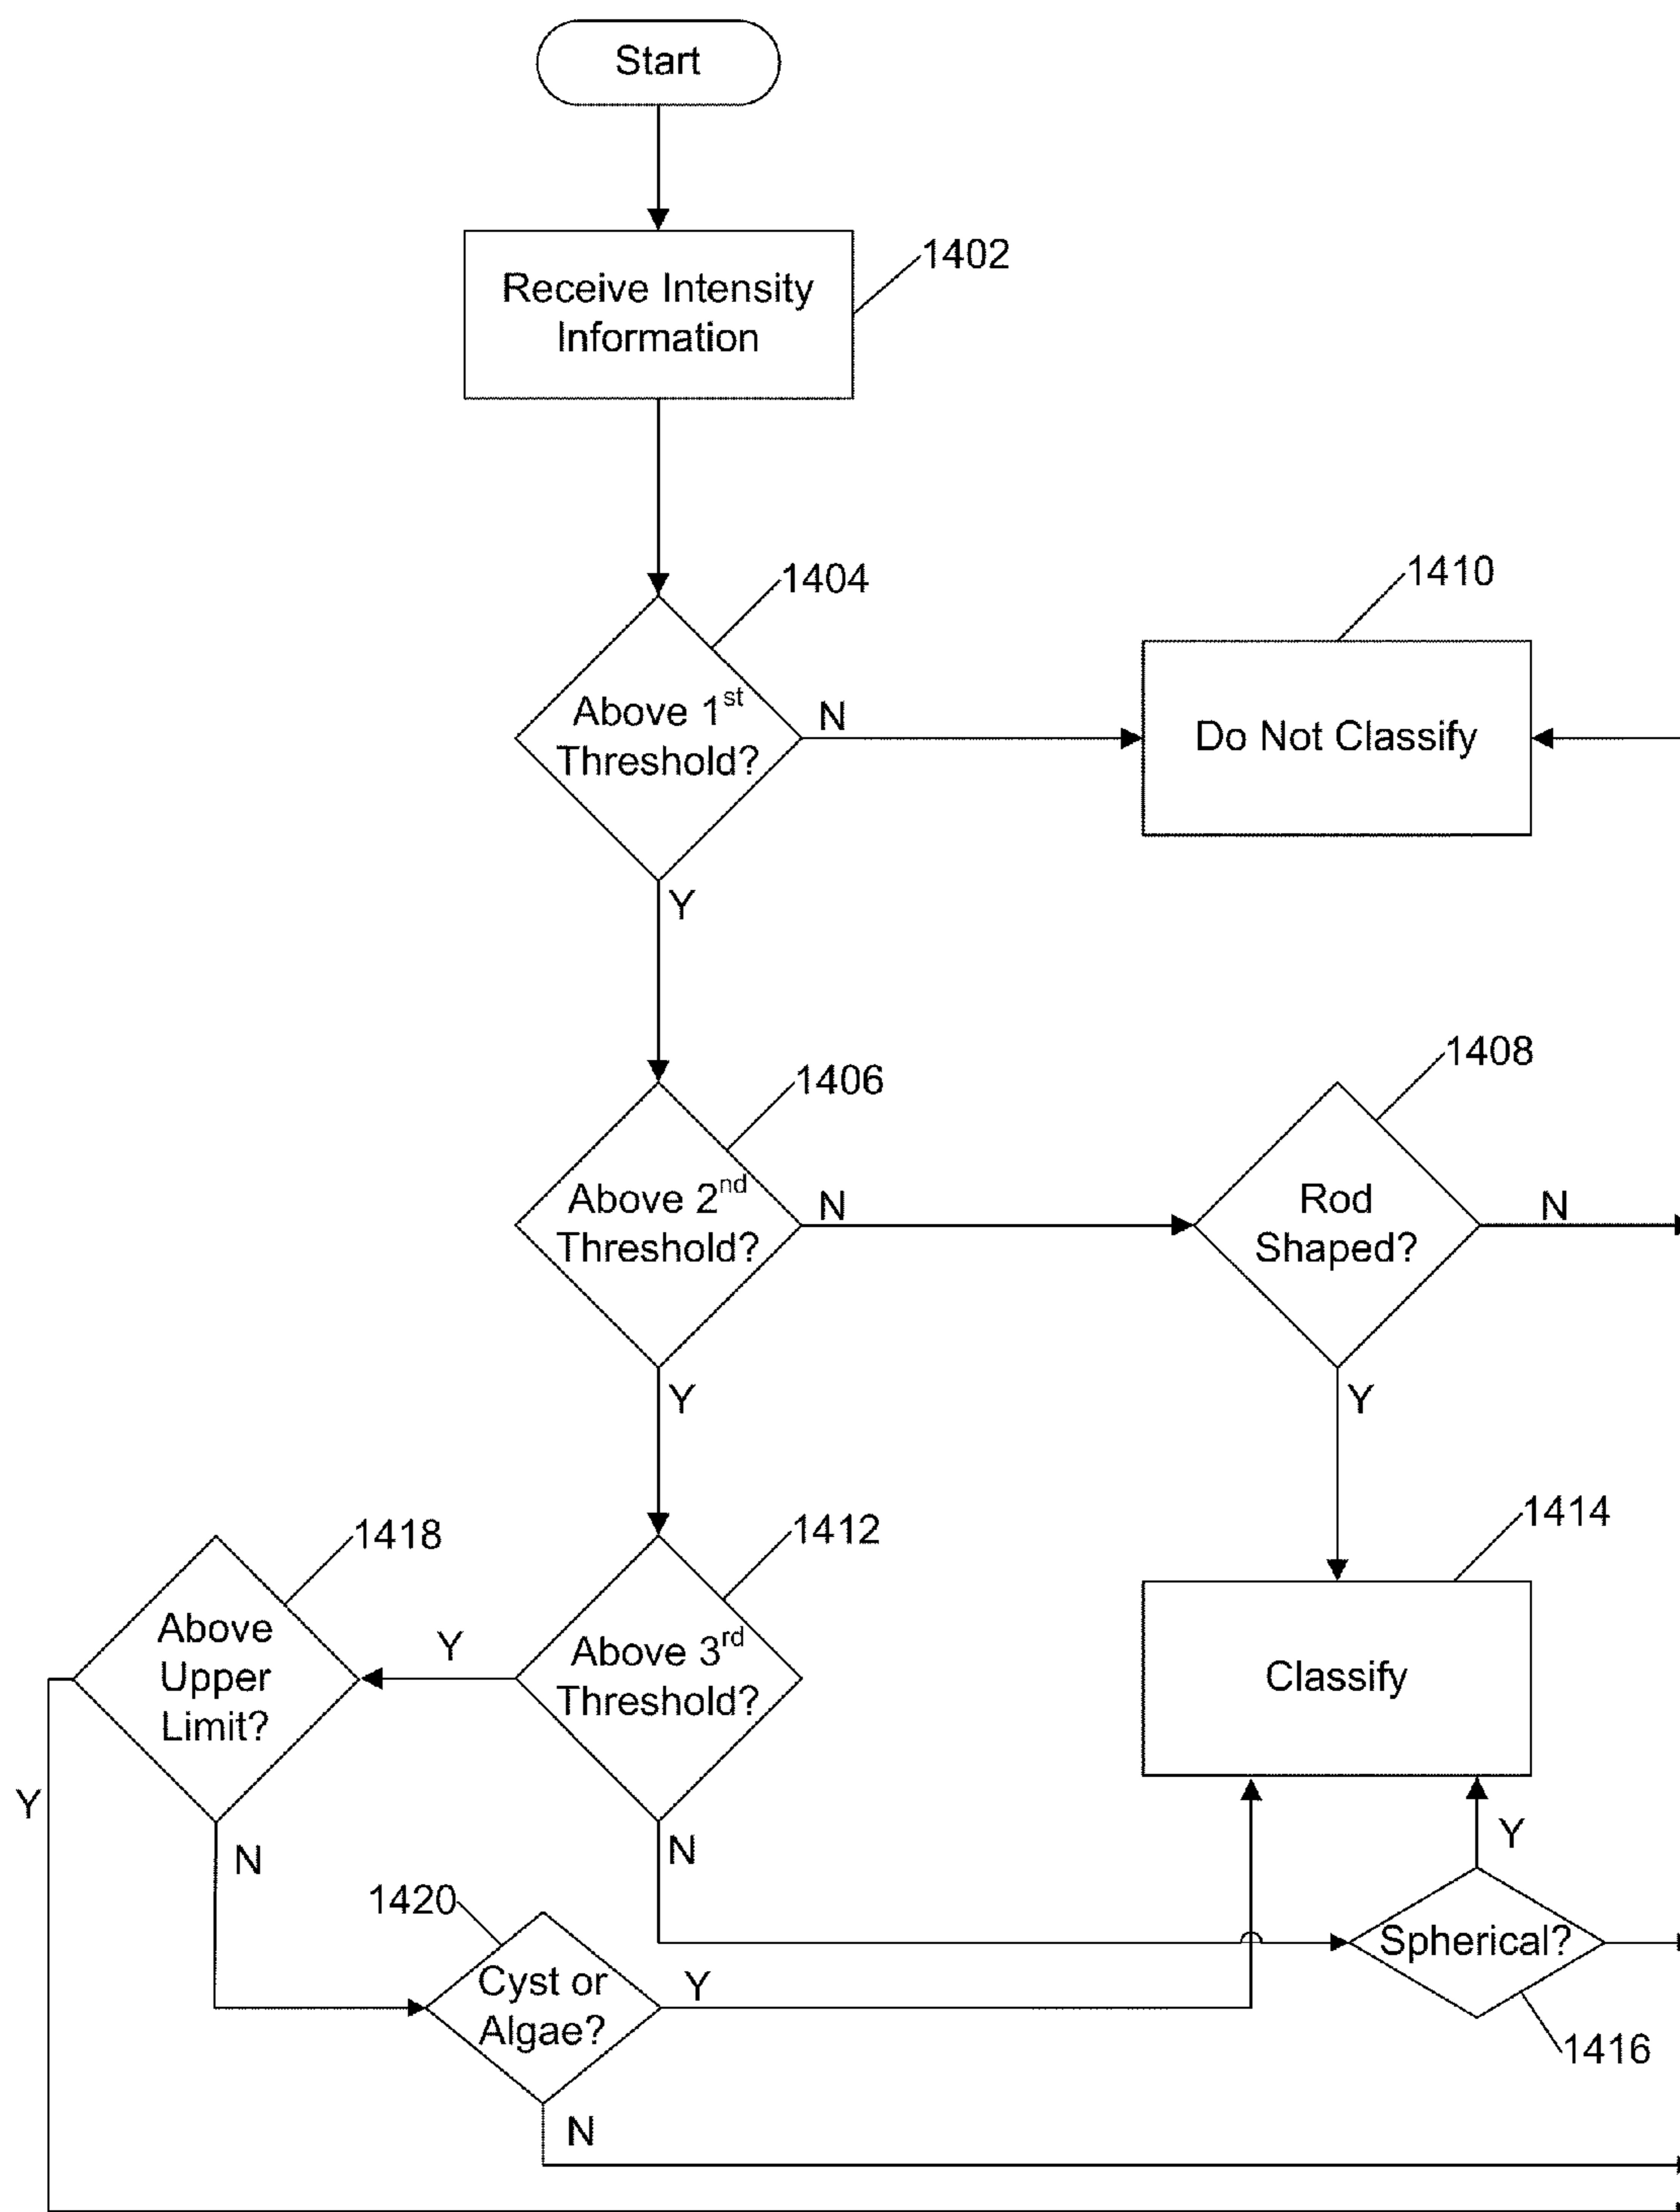 Start
1402
Receive Intensity
Information
1404
1410
Above 1st
Threshold?
N
Do Not Classify
Y
1406
1408
Above 2nd
Threshold?
N
Rod
Shaped?
N
Y
Y
1418
1412
1414
Above
Upper
Limit?
Y
Above 3rd
Threshold?
Classify
Y
N
N
Y
1420
Cyst or
Algae?
Y
Spherical?
1416
N